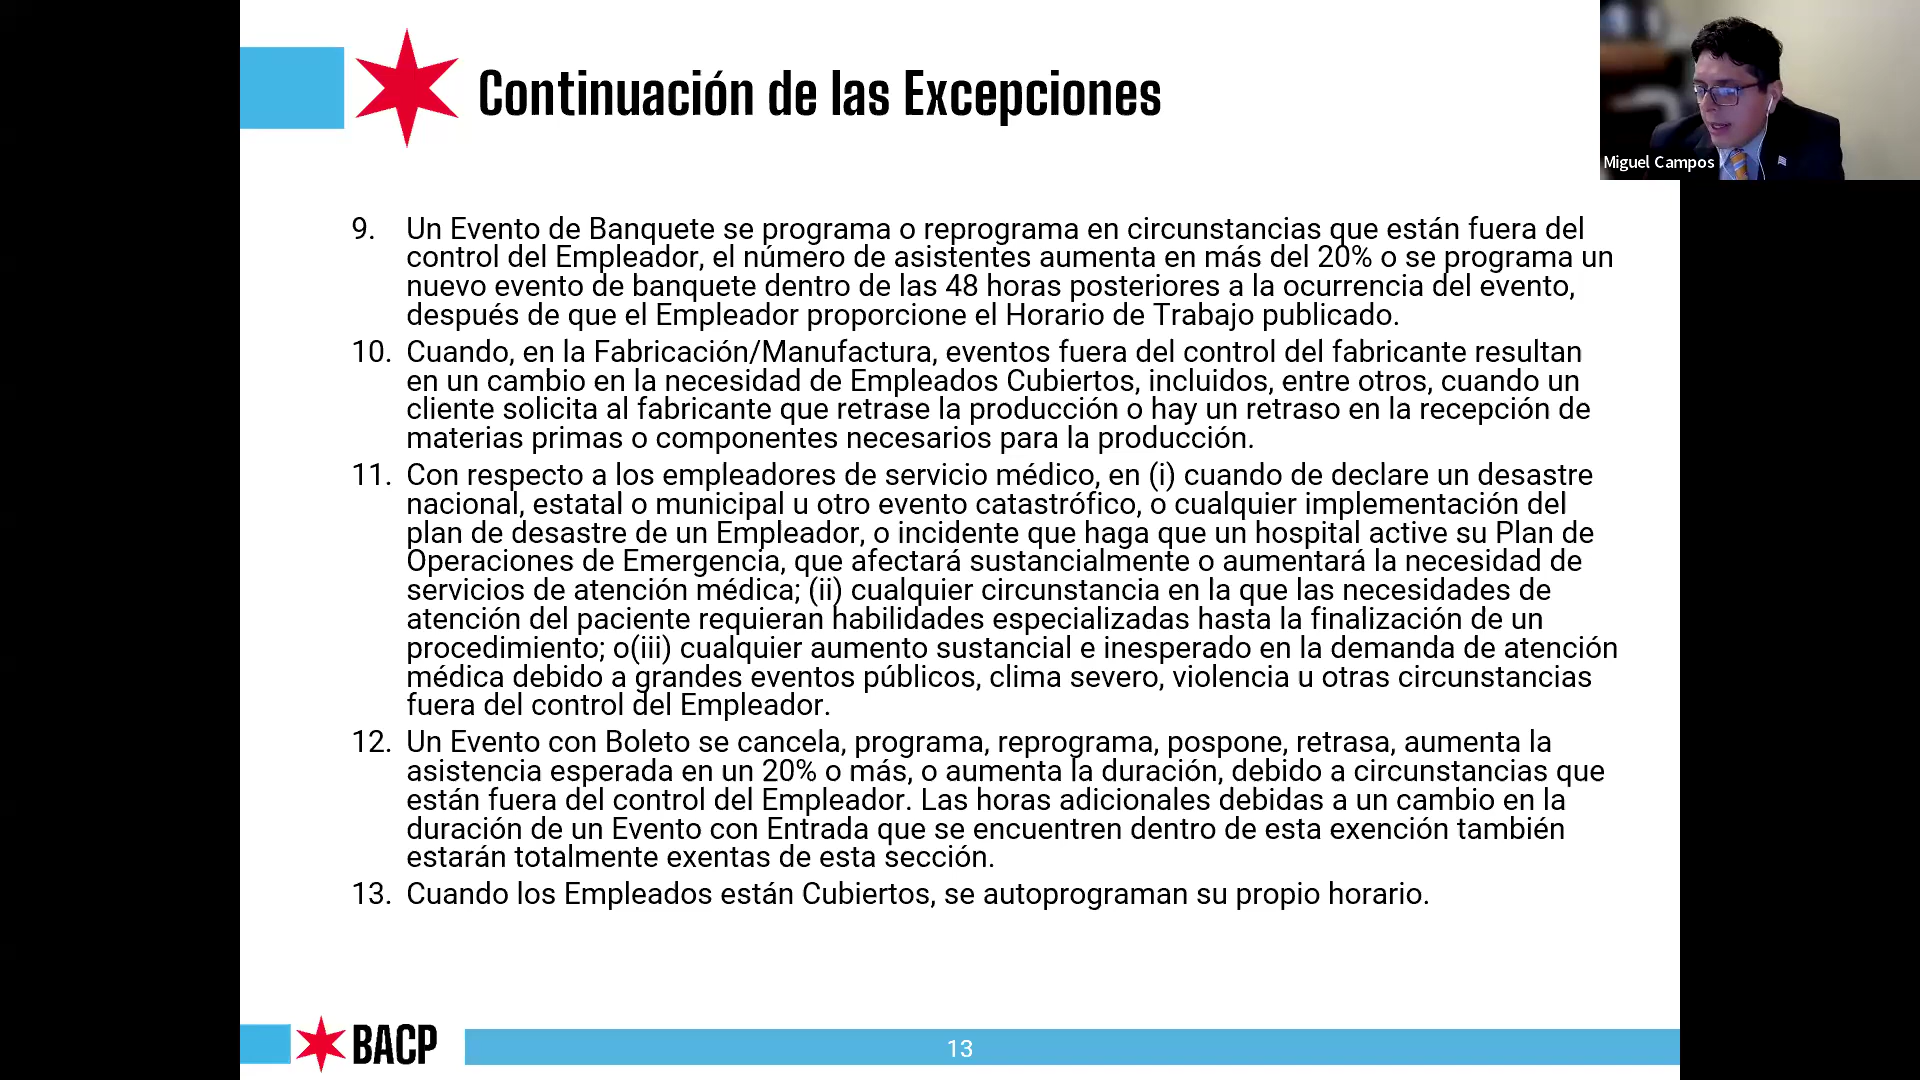 Continuación de las Excepciones
Miguel Campos
9. Un Evento de Banquete se programa o reprograma en circunstancias que están fuera del
control del Empleador, el número de asistentes aumenta en más del 20% o se programa un
nuevo evento de banquete dentro de las 48 horas posteriores a la ocurrencia del evento,
después de que el Empleador proporcione el Horario de Trabajo publicado.
10. Cuando, en la Fabricación/Manufactura, eventos fuera del control del fabricante resultan
en un cambio en la necesidad de Empleados Cubiertos, incluidos, entre otros, cuando un
cliente solicita al fabricante que retrase la producción o hay un retraso en la recepción de
materias primas o componentes necesarios para la producción.
11. Con respecto a los empleadores de servicio médico, en (i) cuando de declare un desastre
nacional, estatal o municipal u otro evento catastrófico, o cualquier implementación del
plan de desastre de un Empleador, o incidente que haga que un hospital active su Plan de
Operaciones de Emergencia, que afectará sustancialmente o aumentará la necesidad de
servicios de atención médica; (ii) cualquier circunstancia en la que las necesidades de
atención del paciente requieran habilidades especializadas hasta la finalización de un
procedimiento; o(iii) cualquier aumento sustancial e inesperado en la demanda de atención
médica debido a grandes eventos públicos, clima severo, violencia u otras circunstancias
fuera del control del Empleador.
12. Un Evento con Boleto se cancela, programa, reprograma, pospone, retrasa, aumenta la
asistencia esperada en un 20% o más, o aumenta la duración, debido a circunstancias que
están fuera del control del Empleador. Las horas adicionales debidas a un cambio en la
duración de un Evento con Entrada que se encuentren dentro de esta exención también
estarán totalmente exentas de esta sección.
13. Cuando los Empleados están Cubiertos, se autoprograman su propio horario.
BACP
13